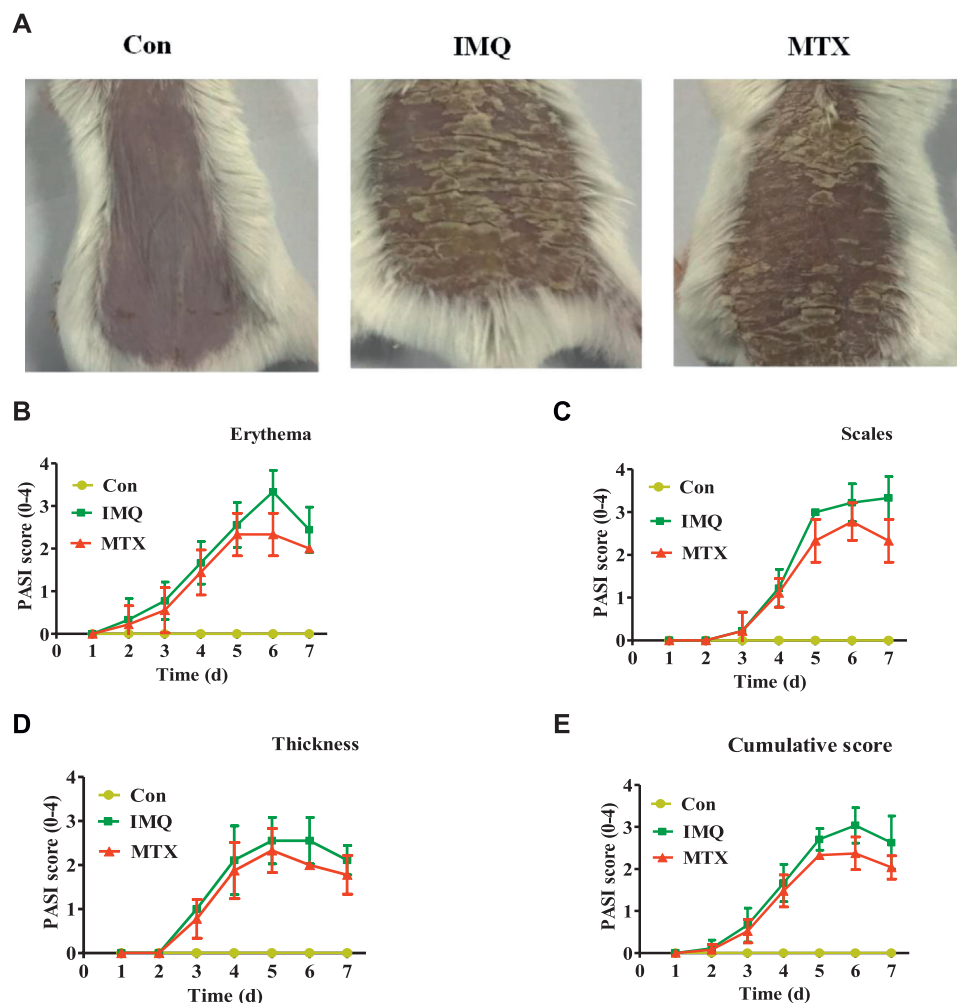 A
Con IMQ MTX
B
Erythema
PASI score (0-4)
4
3
2
1
0
Con
IMQ
MTX
0 1 2 3 4 5 6 7
Time (d)
C
Scales
PASI score (0-4)
4
3
2
1
0
Con
IMQ
MTX
0 1 2 3 4 5 6 7
Time (d)
D
Thickness
PASI score (0-4)
4
3
2
1
0
Con
IMQ
MTX
0 1 2 3 4 5 6 7
Time (d)
E
Cumulative score
PASI score (0-4)
4
3
2
1
0
Con
IMQ
MTX
0 1 2 3 4 5 6 7
Time (d)